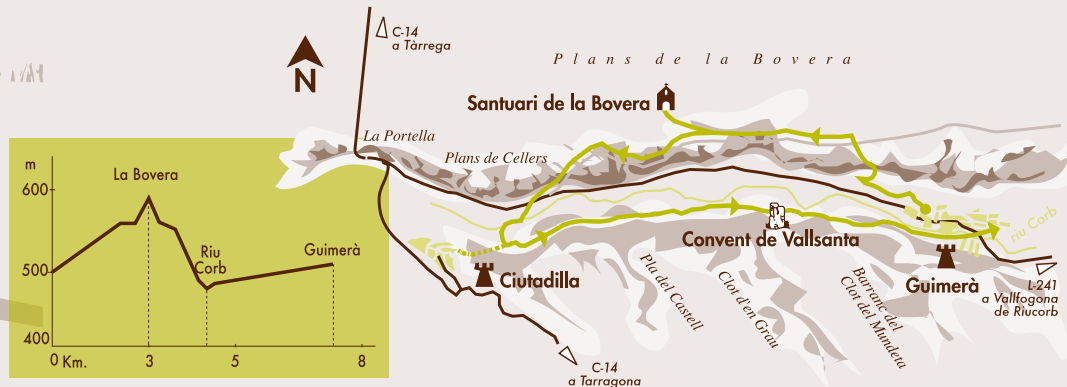 C-14
a Tàrrega
N
Plans de la Bovera
Santuari de la Bovera
La Portella
Plans de Cellers
m
600
500
400
La Bovera
Riu
Corb
Guimerà
0 Km.
3
5
8
riu Corb
Convent de Vallsanta
Ciutadilla
Guimerà
Pla del Castell
Clot d'en Grau
Barranc del
Clot del Mundeta
L-241
a Vallfogona
de Riucorb
C-14
a Tarragona